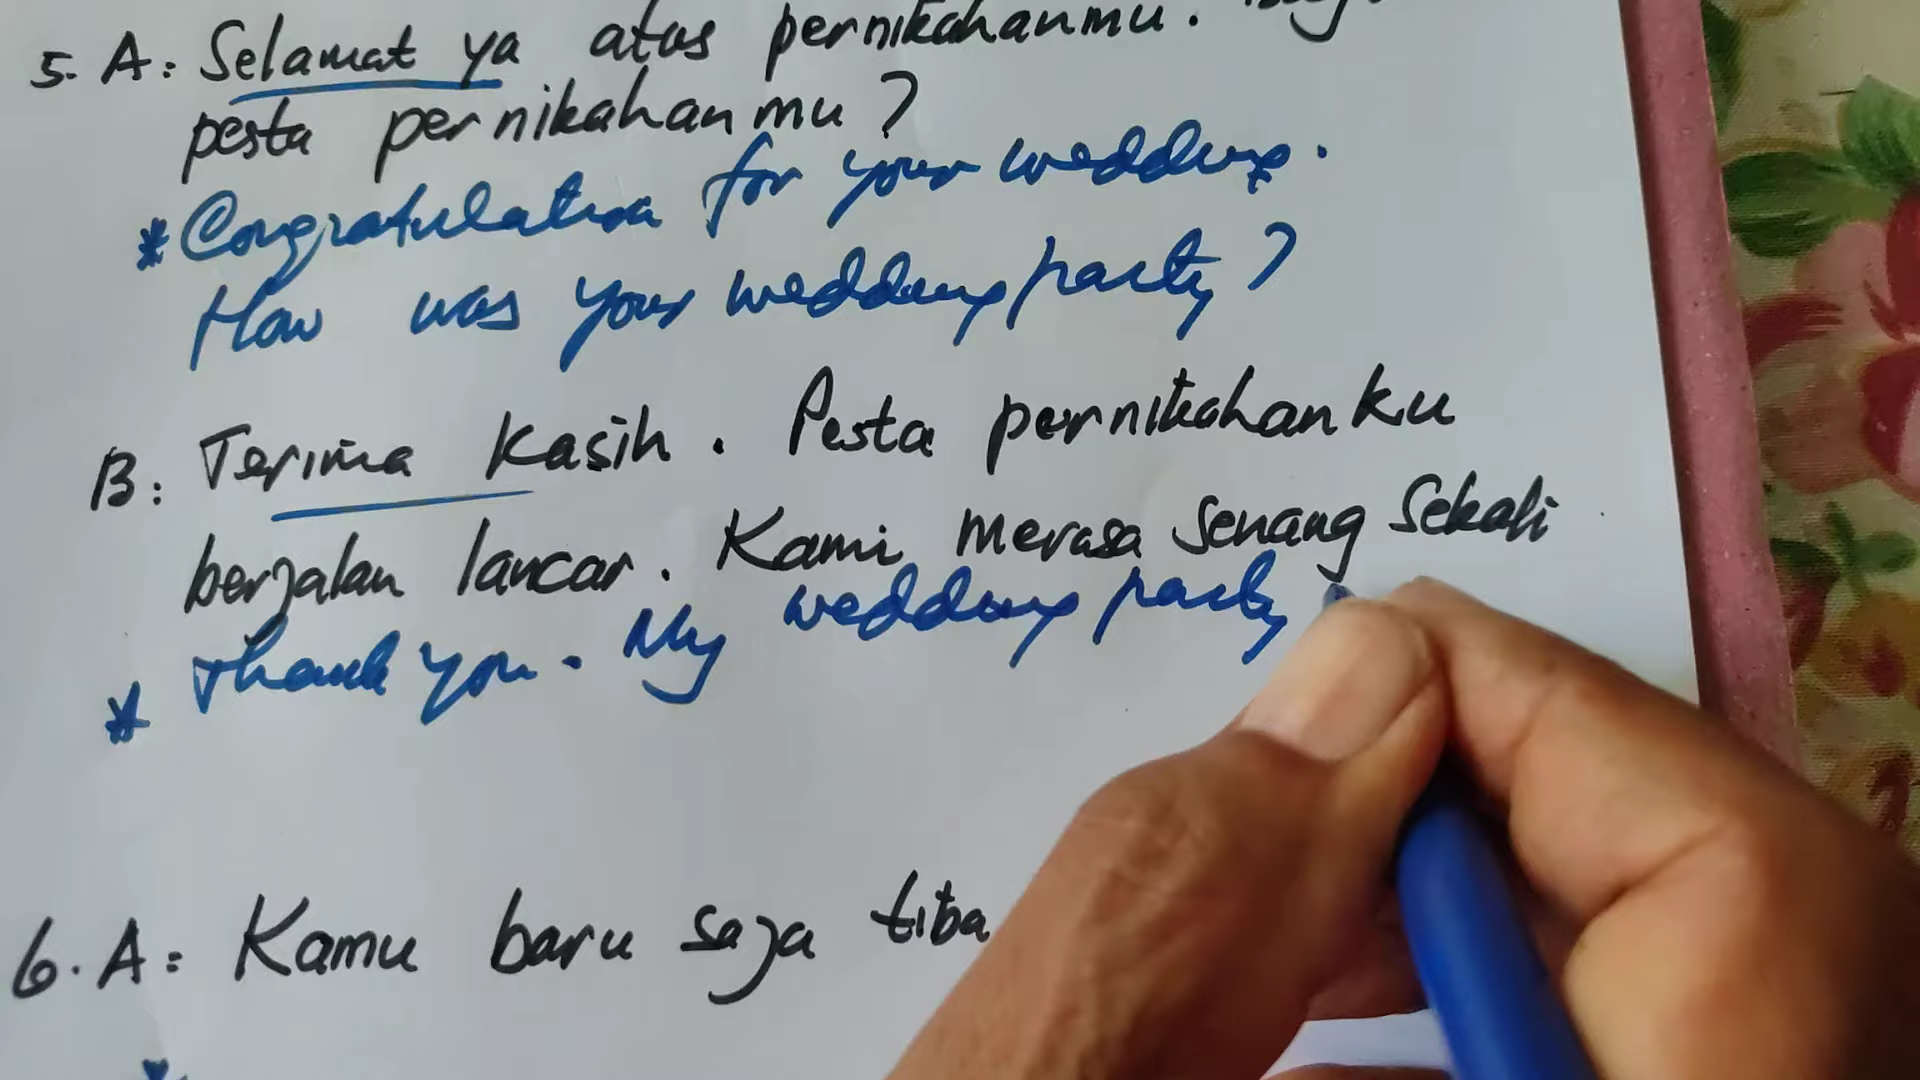 5. A: Selamat ya atas pernikahanmu.
pesta pernikahanmu?
* Congratulation for your wedding.
How was your wedding party?
B: Terima kasih. Pesta pernikahanku
berjalan lancar. Kami merasa senang sekali
* Thank you. My wedding party
6. A: Kamu baru saja tiba